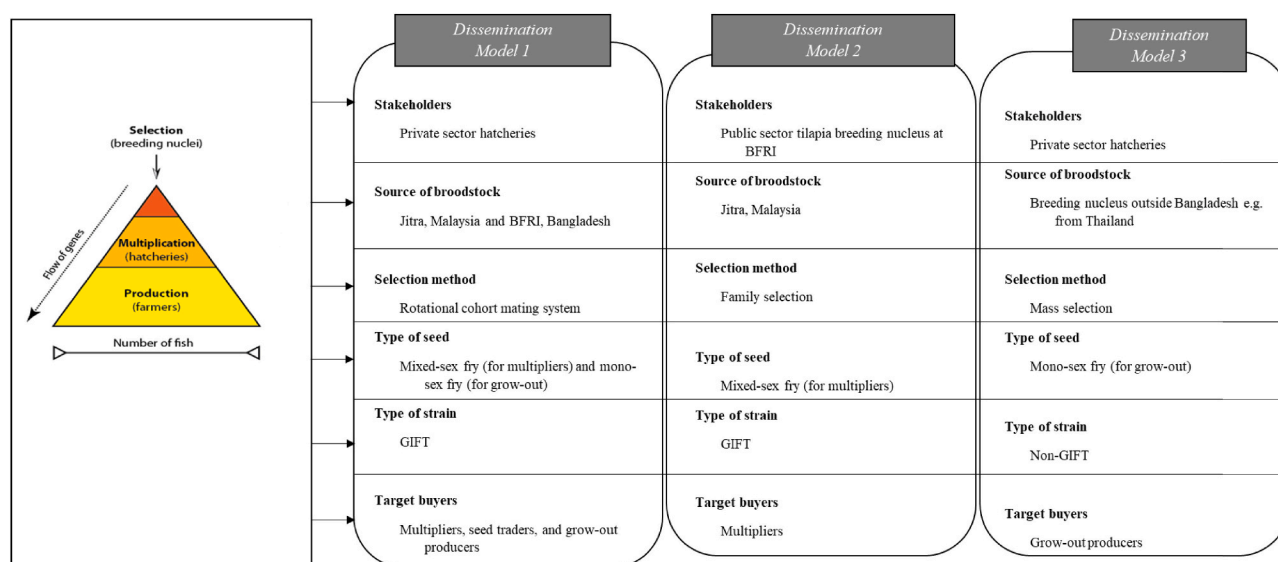 Selection
(breeding nuclei)
Flow of genes
Multiplication
(hatcheries)
Production
(farmers)
Number of fish
Dissemination
Model 1
Stakeholders
Private sector hatcheries
Source of broodstock
Jitra, Malaysia and BFRI, Bangladesh
Selection method
Rotational cohort mating system
Type of seed
Mixed-sex fry (for multipliers) and mono-
sex fry (for grow-out)
Type of strain
GIFT
Target buyers
Multipliers, seed traders, and grow-out
producers
Dissemination
Model 2
Stakeholders
Public sector tilapia breeding nucleus at
BFRI
Source of broodstock
Jitra, Malaysia
Selection method
Family selection
Type of seed
Mixed-sex fry (for multipliers)
Type of strain
GIFT
Target buyers
Multipliers
Dissemination
Model 3
Stakeholders
Private sector hatcheries
Source of broodstock
Breeding nucleus outside Bangladesh e.g.
from Thailand
Selection method
Mass selection
Type of seed
Mono-sex fry (for grow-out)
Type of strain
Non-GIFT
Target buyers
Grow-out producers